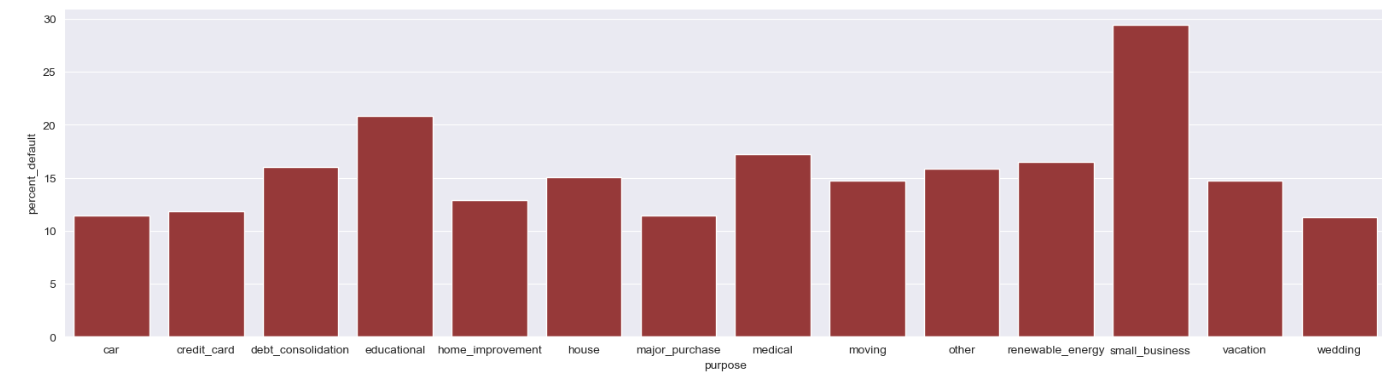 percent_default
30
25
20
15
10
5
0
car credit_card debt_consolidation educational home_improvement house major_purchase medical moving other renewable_energy small_business vacation wedding
purpose